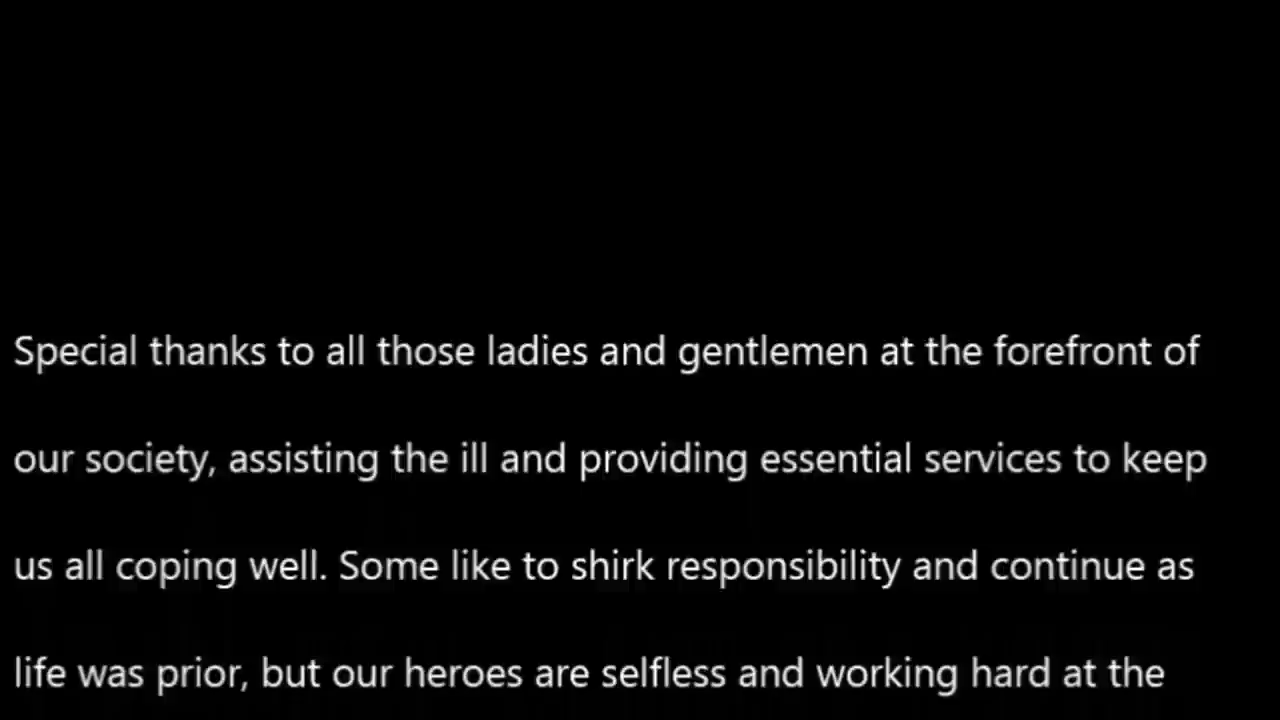 Special thanks to all those ladies and gentlemen at the forefront of
our society, assisting the ill and providing essential services to keep
us all coping well. Some like to shirk responsibility and continue as
life was prior, but our heroes are selfless and working hard at the